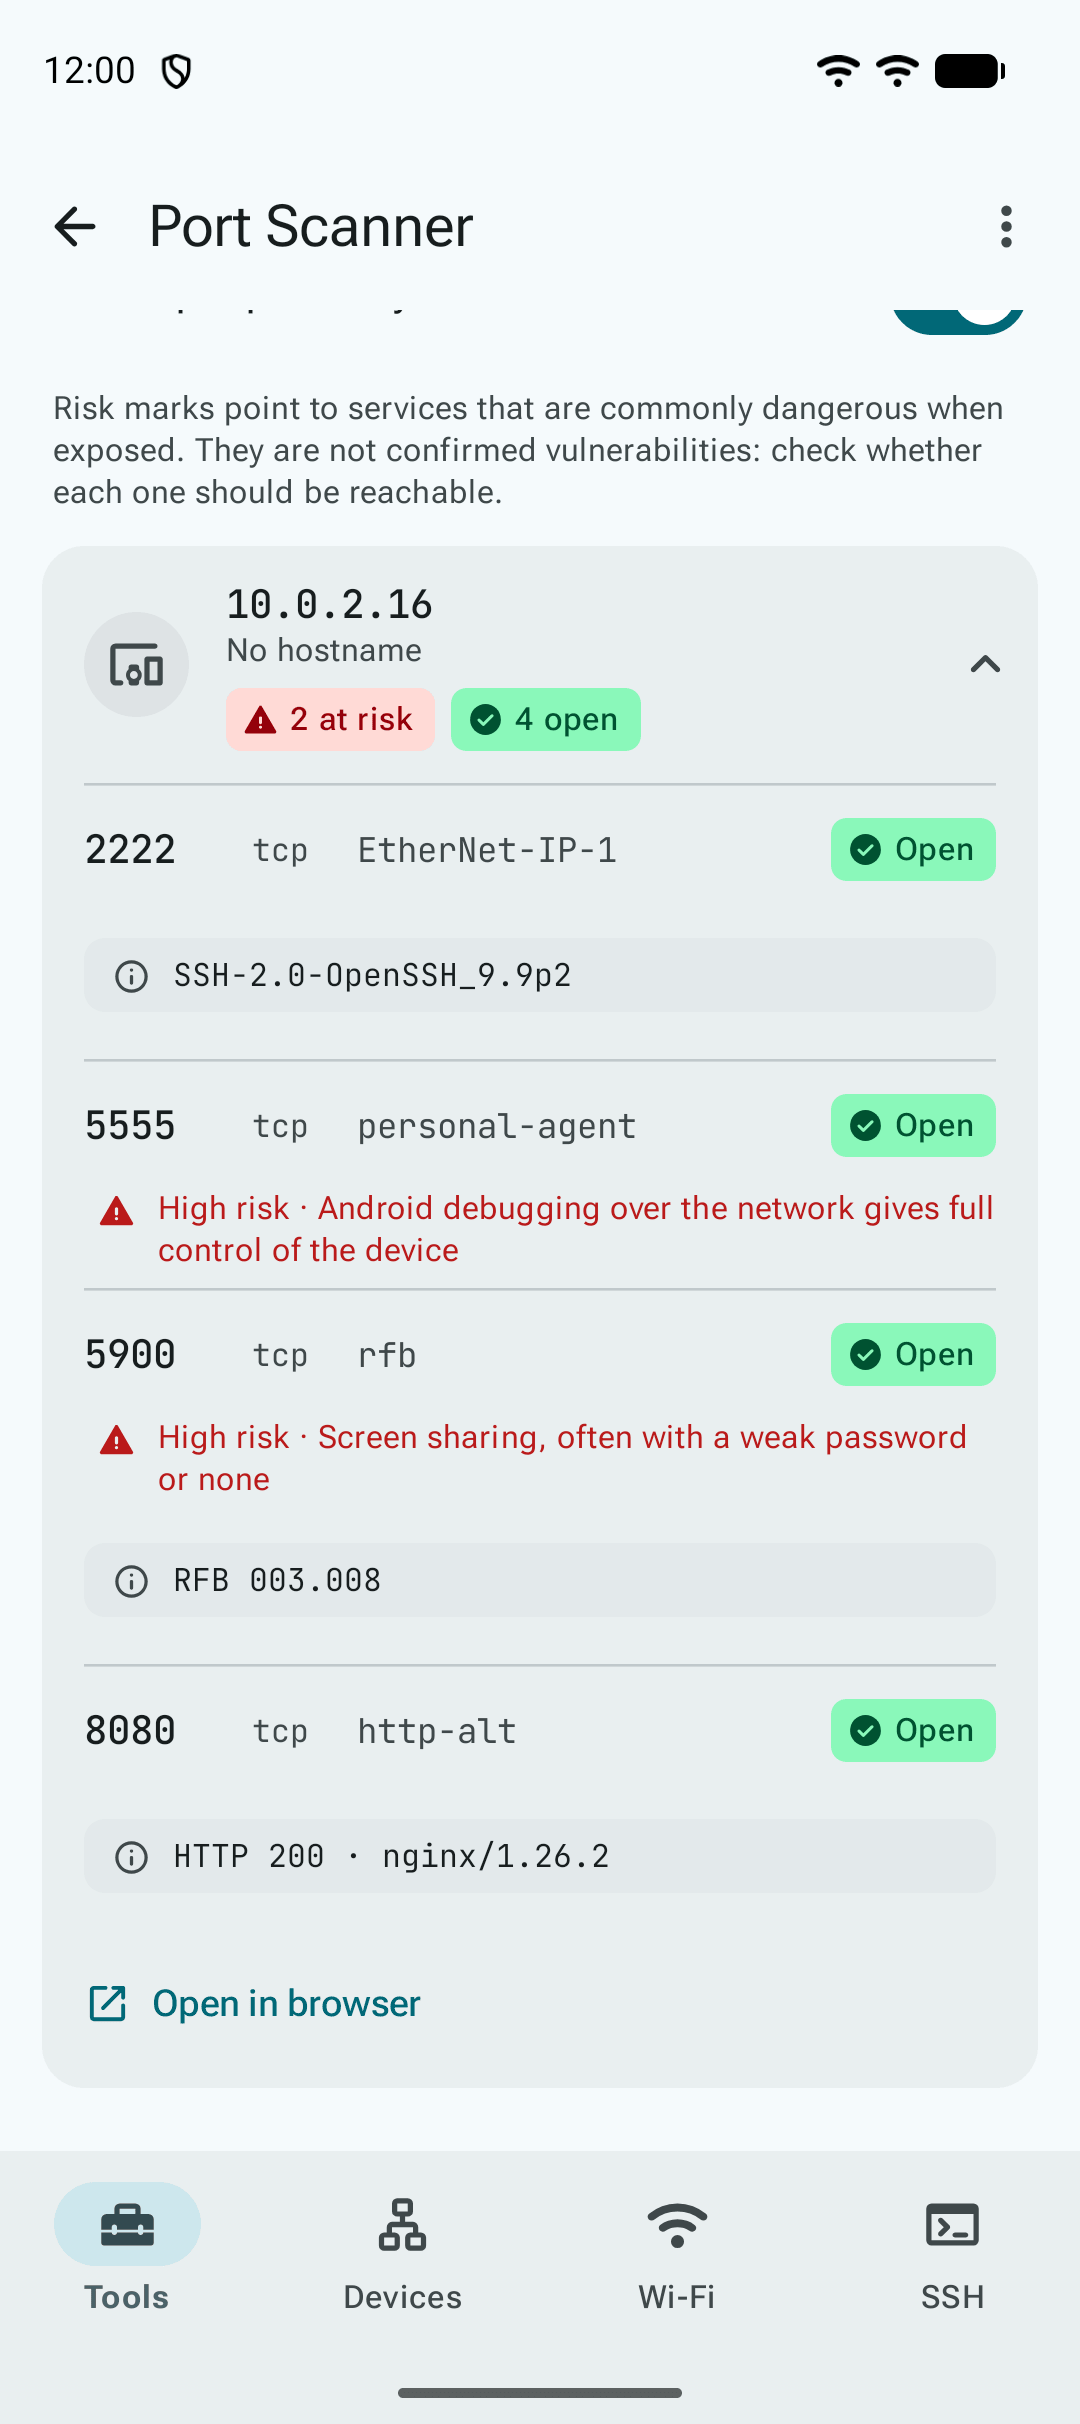 12:00
Port Scanner
Risk marks point to services that are commonly dangerous when
exposed. They are not confirmed vulnerabilities: check whether
each one should be reachable.
10.0.2.16
No hostname
2 at risk
4 open
2222 tcp EtherNet-IP-1 Open
SSH-2.0-OpenSSH_9.9p2
5555 tcp personal-agent Open
High risk · Android debugging over the network gives full
control of the device
5900 tcp rfb Open
High risk · Screen sharing, often with a weak password
or none
RFB 003.008
8080 tcp http-alt Open
HTTP 200 · nginx/1.26.2
Open in browser
Tools
Devices
Wi-Fi
SSH